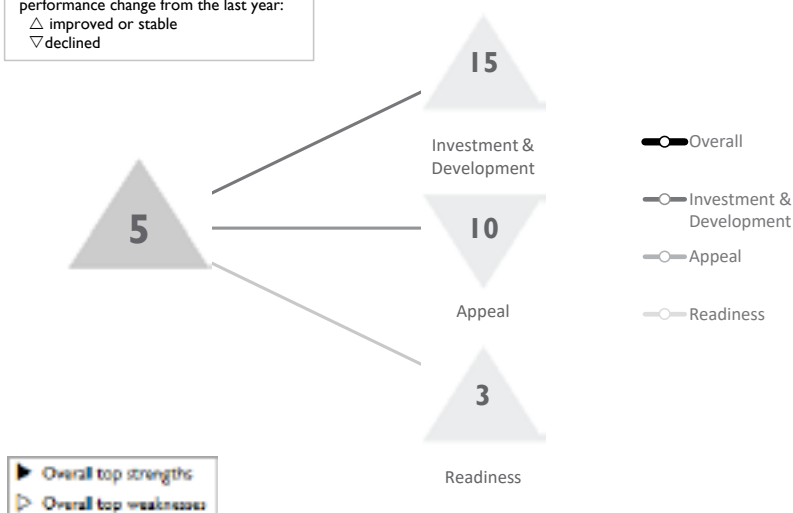 performance change from the last year:
△ improved or stable
▽ declined
15
Investment &
Development
5
10
Appeal
3
Readiness
Overall
Investment &
Development
Appeal
Readiness
▶ Overall top strengths
▷ Overall top weaknesses